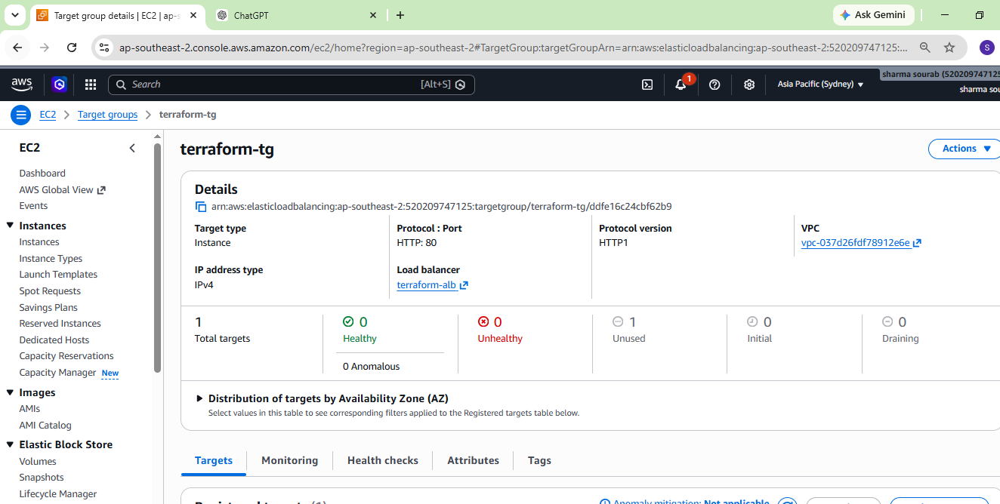 Target group details | EC2 | ap-s
ChatGPT
Ask Gemini
ap-southeast-2.console.aws.amazon.com/ec2/home?region=ap-southeast-2#TargetGroup:targetGroupArn=arn:aws:elasticloadbalancing:ap-southeast-2:520209747125:...
S
aws
Search
[Alt+S]
1
Asia Pacific (Sydney)
sharma sourab (520209747125
sharma sou
EC2
Target groups
terraform-tg
EC2
Dashboard
AWS Global View
Events
Instances
Instances
Instance Types
Launch Templates
Spot Requests
Savings Plans
Reserved Instances
Dedicated Hosts
Capacity Reservations
Capacity Manager New
Images
AMIs
AMI Catalog
Elastic Block Store
Volumes
Snapshots
Lifecycle Manager
terraform-tg
Actions
Details
arn:aws:elasticloadbalancing:ap-southeast-2:520209747125:targetgroup/terraform-tg/ddfe16c24cbf62b9
Target type
Instance
Protocol : Port
HTTP: 80
Protocol version
HTTP1
VPC
vpc-037d26fdf78912e6e
IP address type
IPv4
Load balancer
terraform-alb
1
Total targets
0
Healthy
0 Anomalous
0
Unhealthy
1
Unused
0
Initial
0
Draining
Distribution of targets by Availability Zone (AZ)
Select values in this table to see corresponding filters applied to the Registered targets table below.
Targets
Monitoring
Health checks
Attributes
Tags
Registered targets (1)
Anomaly mitigation: Not applicable